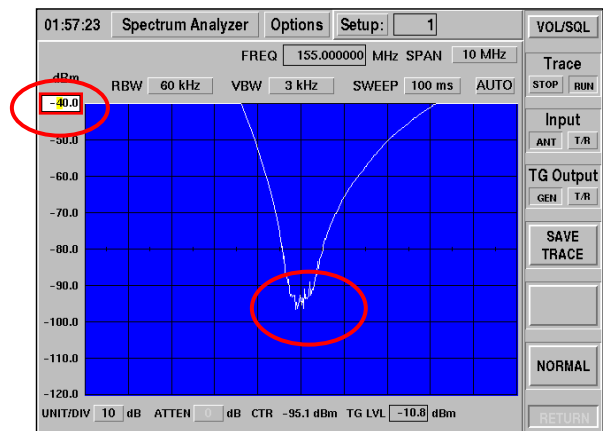 01:57:23 Spectrum Analyzer Options Setup: 1 VOL/SQL
FREQ 155.000000 MHz SPAN 10 MHz
dBm RBW 60 kHz VBW 3 kHz SWEEP 100 ms AUTO
Trace
STOP RUN
-40.0
-50.0
-60.0
-70.0
-80.0
-90.0
-100.0
-110.0
-120.0
Input
ANT T/R
TG Output
GEN T/R
SAVE
TRACE
NORMAL
UNIT/DIV 10 dB ATTEN 0 dB CTR -95.1 dBm TG LVL -10.8 dBm
RETURN